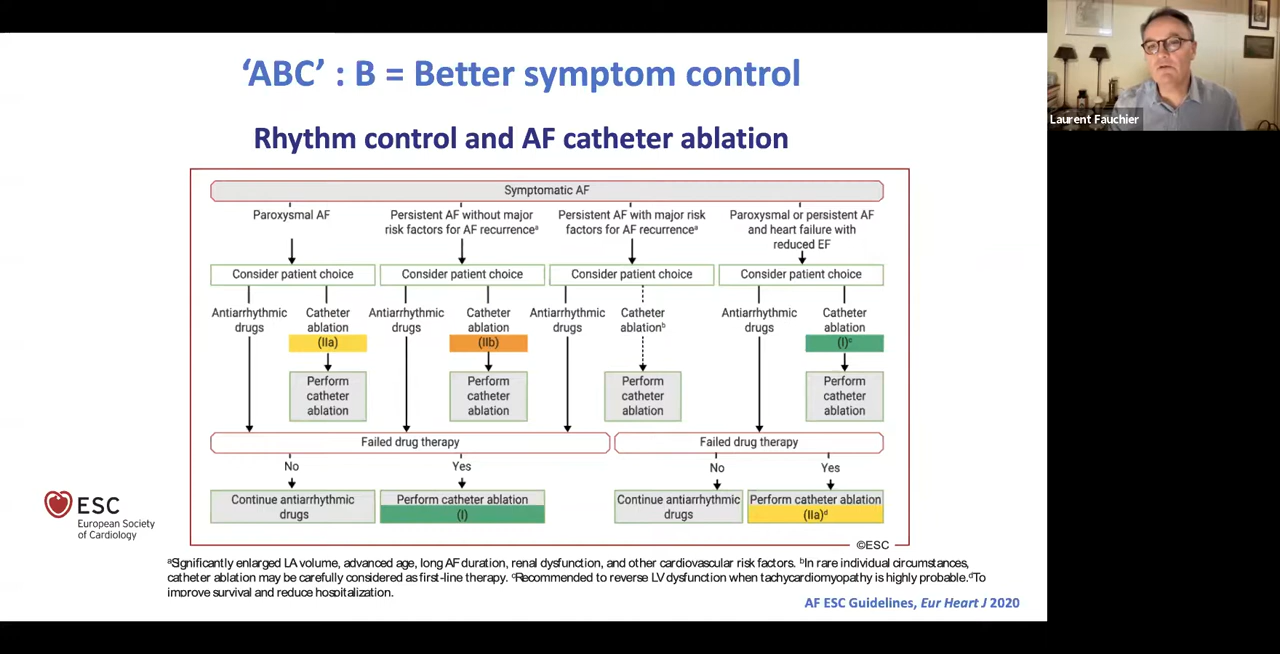 'ABC' : B = Better symptom control
Rhythm control and AF catheter ablation
Symptomatic AF
Paroxysmal AF
Persistent AF without major
risk factors for AF recurrenceᵃ
Persistent AF with major risk
factors for AF recurrenceᵃ
Paroxysmal or persistent AF
and heart failure with
reduced EF
Consider patient choice
Consider patient choice
Consider patient choice
Consider patient choice
Antiarrhythmic
drugs
Catheter
ablation
(IIa)
Antiarrhythmic
drugs
Catheter
ablation
(IIb)
Antiarrhythmic
drugs
Catheter
ablationᵇ
Antiarrhythmic
drugs
Catheter
ablation
(I)ᶜ
Perform
catheter
ablation
Perform
catheter
ablation
Perform
catheter
ablation
Perform
catheter
ablation
Failed drug therapy
Failed drug therapy
No
Yes
No
Yes
Continue antiarrhythmic
drugs
Perform catheter ablation
(I)
Continue antiarrhythmic
drugs
Perform catheter ablation
(IIa)ᵈ
©ESC
ESC
European Society
of Cardiology
ᵃSignificantly enlarged LA volume, advanced age, long AF duration, renal dysfunction, and other cardiovascular risk factors. ᵇIn rare individual circumstances,
catheter ablation may be carefully considered as first-line therapy. ᶜRecommended to reverse LV dysfunction when tachycardiomyopathy is highly probable.ᵈTo
improve survival and reduce hospitalization.
AF ESC Guidelines, Eur Heart J 2020
Laurent Fauchier